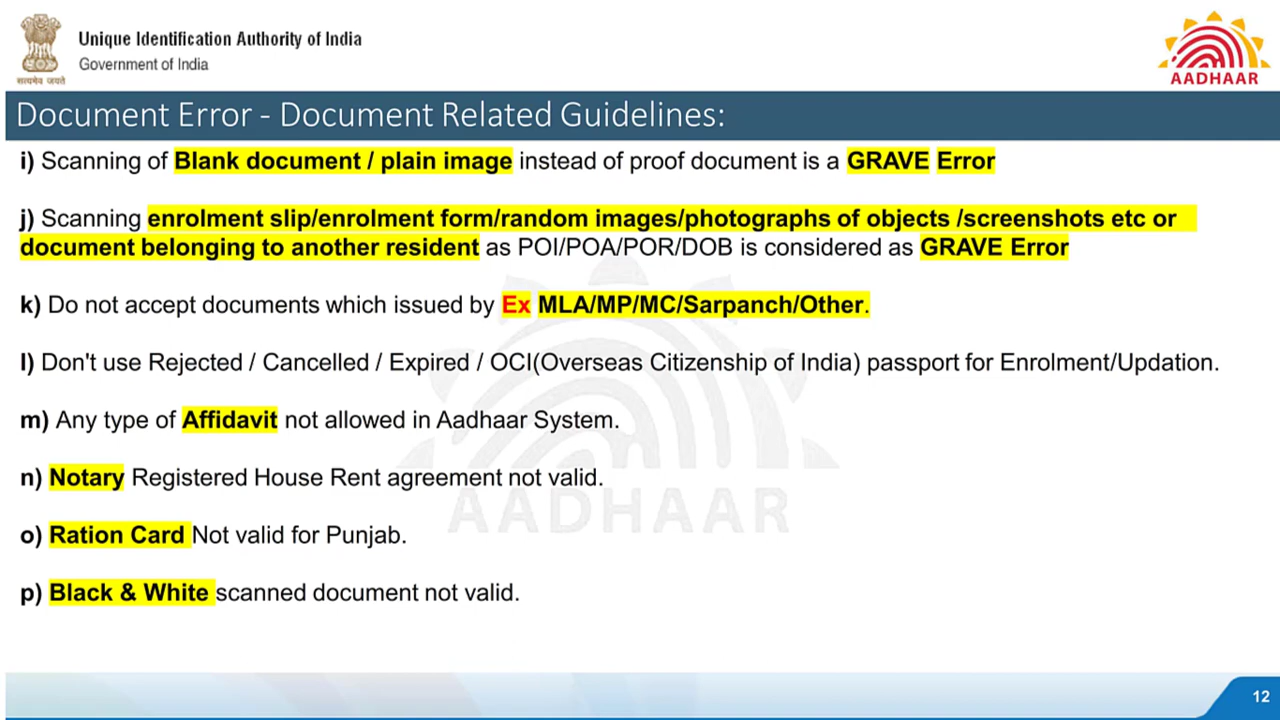 Unique Identification Authority of India
Government of India
सत्यमेव जयते
AADHAAR
Document Error - Document Related Guidelines:
i) Scanning of Blank document / plain image instead of proof document is a GRAVE Error
j) Scanning enrolment slip/enrolment form/random images/photographs of objects /screenshots etc or
document belonging to another resident as POI/POA/POR/DOB is considered as GRAVE Error
k) Do not accept documents which issued by Ex MLA/MP/MC/Sarpanch/Other.
l) Don't use Rejected / Cancelled / Expired / OCI(Overseas Citizenship of India) passport for Enrolment/Updation.
m) Any type of Affidavit not allowed in Aadhaar System.
n) Notary Registered House Rent agreement not valid.
AADHAAR
o) Ration Card Not valid for Punjab.
p) Black & White scanned document not valid.
12